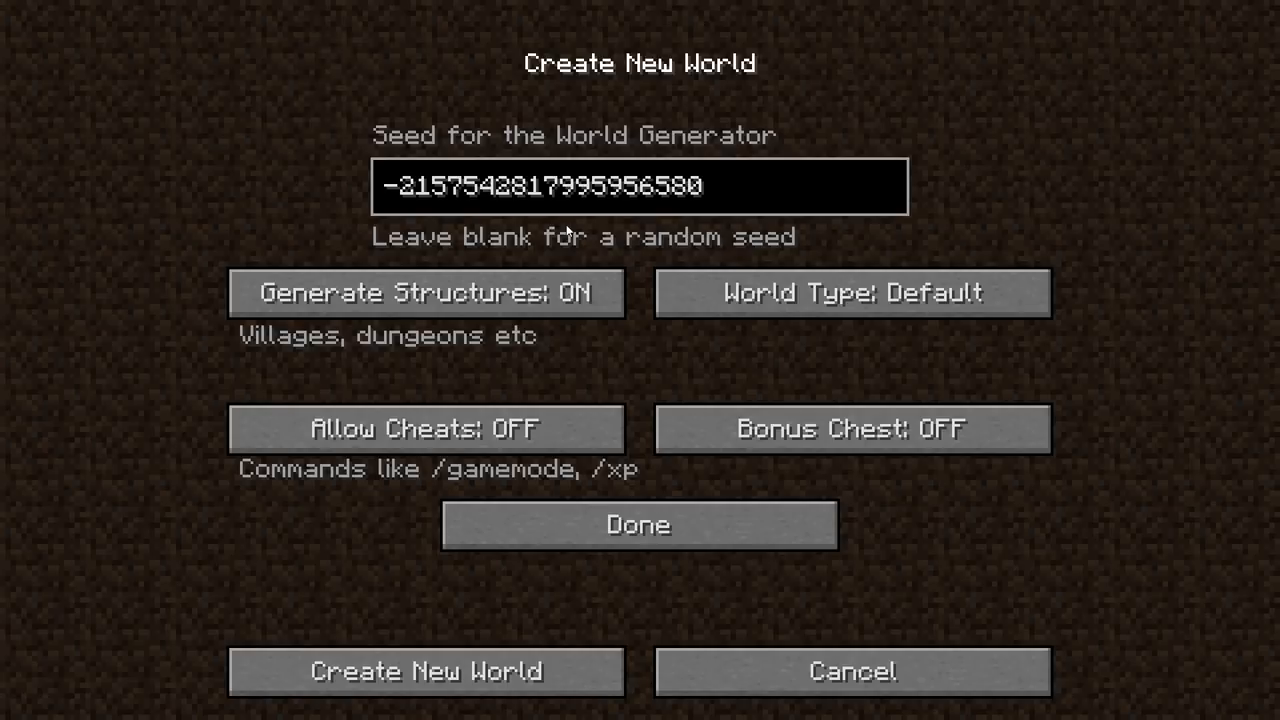 Create New World
Seed for the World Generator
-2157542817995956580
Leave blank for a random seed
Generate Structures: ON
World Type: Default
Villages, dungeons etc
Allow Cheats: OFF
Bonus Chest: OFF
Commands like /gamemode, /xp
Done
Create New World
Cancel